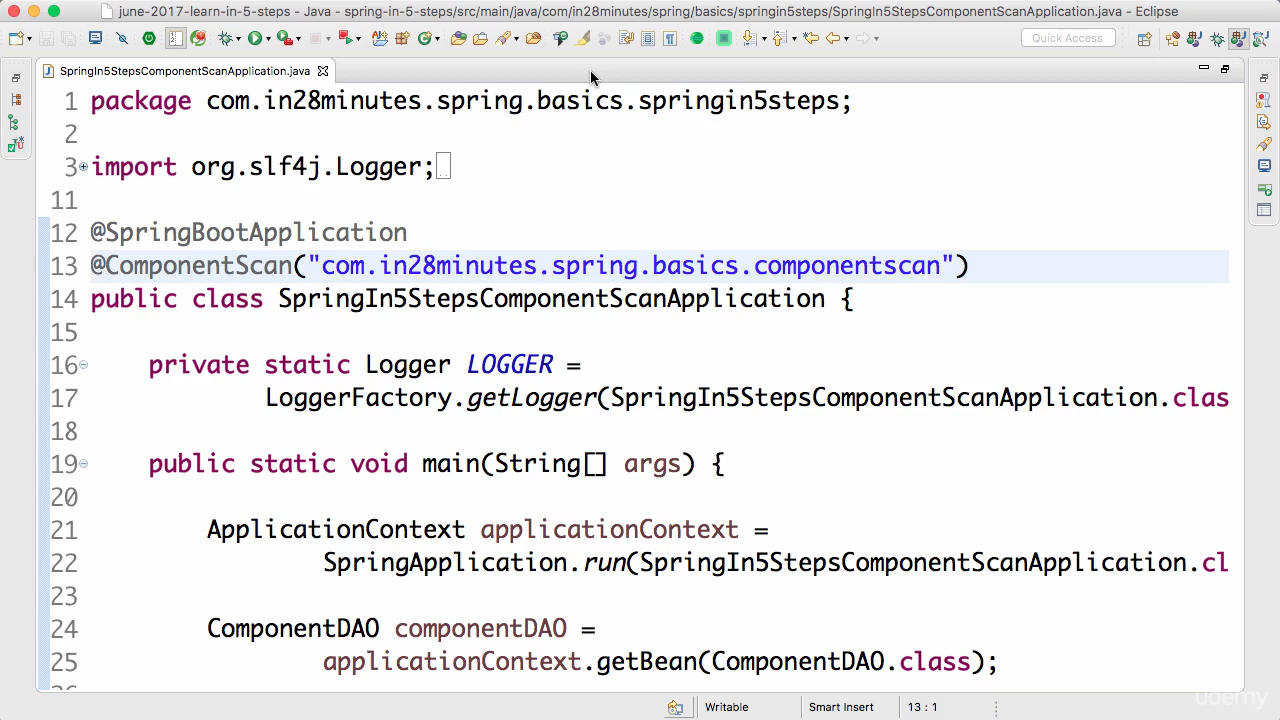 june-2017-learn-in-5-steps - Java - spring-in-5-steps/src/main/java/com/in28minutes/spring/basics/springin5steps/SpringIn5StepsComponentScanApplication.java - Eclipse
Quick Access
SpringIn5StepsComponentScanApplication.java
1 package com.in28minutes.spring.basics.springin5steps;
2
3 import org.slf4j.Logger;
11
12 @SpringBootApplication
13 @ComponentScan("com.in28minutes.spring.basics.componentscan")
14 public class SpringIn5StepsComponentScanApplication {
15
16 private static Logger LOGGER =
17 LoggerFactory.getLogger(SpringIn5StepsComponentScanApplication.clas
18
19 public static void main(String[] args) {
20
21 ApplicationContext applicationContext =
22 SpringApplication.run(SpringIn5StepsComponentScanApplication.cl
23
24 ComponentDAO componentDAO =
25 applicationContext.getBean(ComponentDAO.class);
Writable Smart Insert 13 : 1
udemy